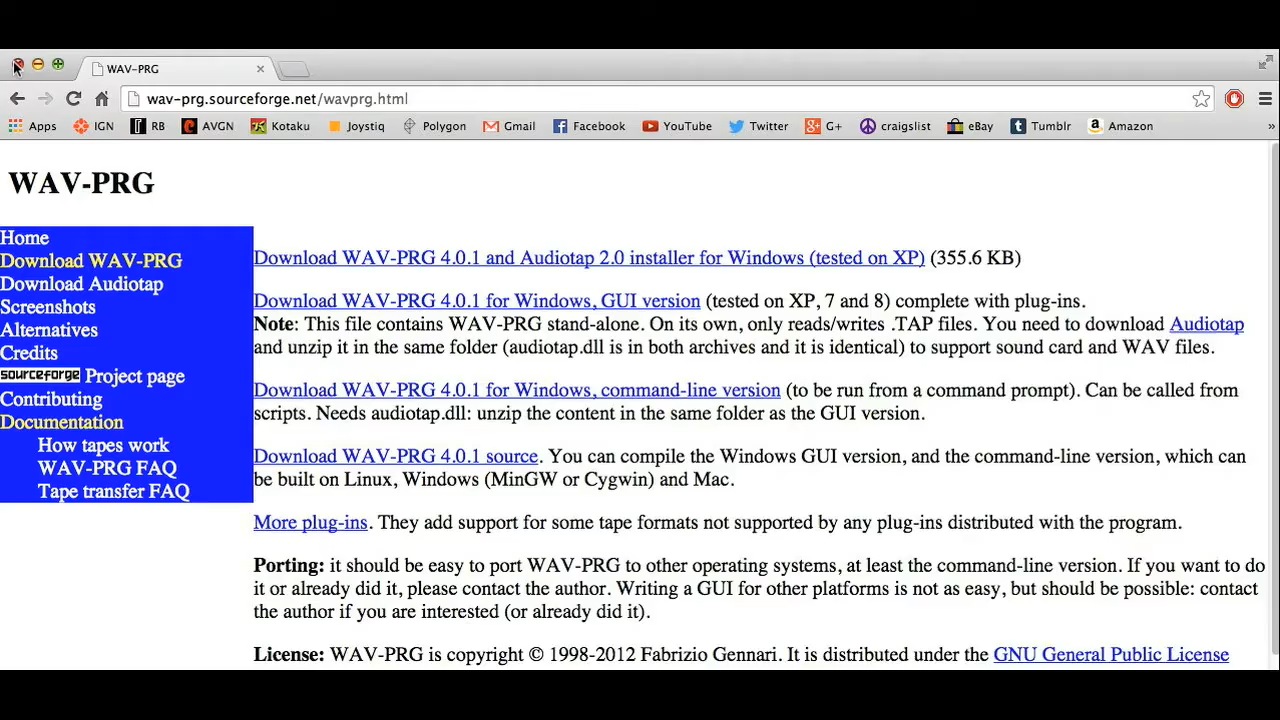 WAV-PRG
wav-prg.sourceforge.net/wavprg.html
Apps IGN RB AVGN Kotaku Joystiq Polygon Gmail Facebook YouTube Twitter G+ craigslist eBay Tumblr Amazon »
WAV-PRG
Home
Download WAV-PRG
Download Audiotap
Screenshots
Alternatives
Credits
sourceforge Project page
Contributing
Documentation
How tapes work
WAV-PRG FAQ
Tape transfer FAQ
Download WAV-PRG 4.0.1 and Audiotap 2.0 installer for Windows (tested on XP) (355.6 KB)
Download WAV-PRG 4.0.1 for Windows, GUI version (tested on XP, 7 and 8) complete with plug-ins.
Note: This file contains WAV-PRG stand-alone. On its own, only reads/writes .TAP files. You need to download Audiotap
and unzip it in the same folder (audiotap.dll is in both archives and it is identical) to support sound card and WAV files.
Download WAV-PRG 4.0.1 for Windows, command-line version (to be run from a command prompt). Can be called from
scripts. Needs audiotap.dll: unzip the content in the same folder as the GUI version.
Download WAV-PRG 4.0.1 source. You can compile the Windows GUI version, and the command-line version, which can
be built on Linux, Windows (MinGW or Cygwin) and Mac.
More plug-ins. They add support for some tape formats not supported by any plug-ins distributed with the program.
Porting: it should be easy to port WAV-PRG to other operating systems, at least the command-line version. If you want to do
it or already did it, please contact the author. Writing a GUI for other platforms is not as easy, but should be possible: contact
the author if you are interested (or already did it).
License: WAV-PRG is copyright © 1998-2012 Fabrizio Gennari. It is distributed under the GNU General Public License